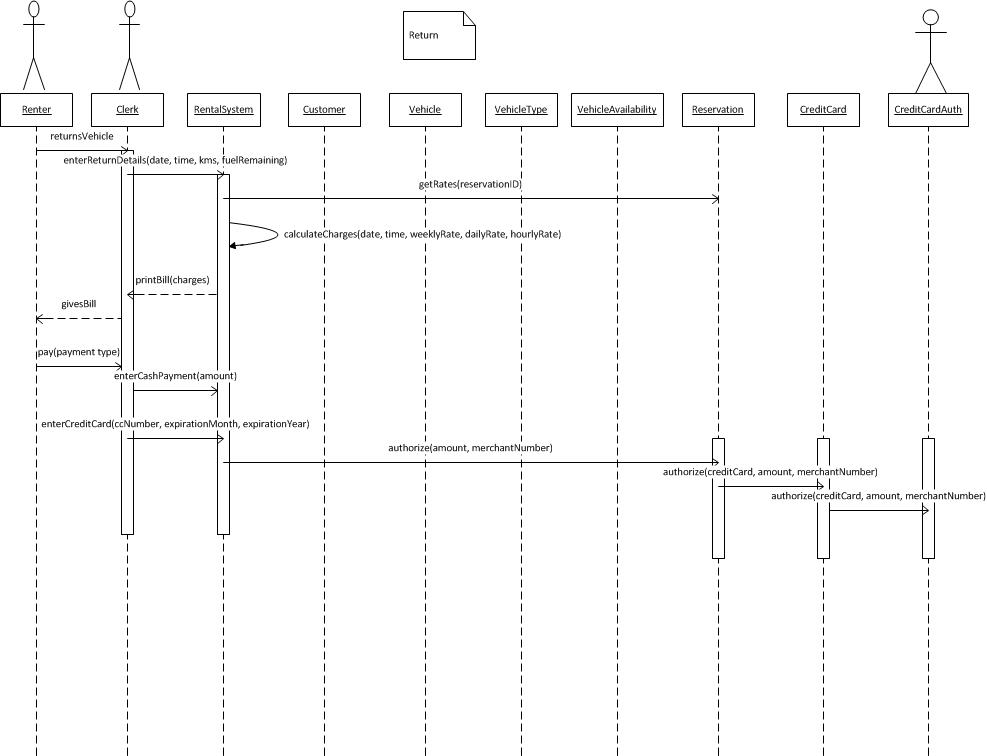 Return
Renter
Clerk
RentalSystem
Customer
Vehicle
VehicleType
VehicleAvailability
Reservation
CreditCard
CreditCardAuth
returnsVehicle
enterReturnDetails(date, time, kms, fuelRemaining)
getRates(reservationID)
calculateCharges(date, time, weeklyRate, dailyRate, hourlyRate)
printBill(charges)
givesBill
pay(payment type)
enterCashPayment(amount)
enterCreditCard(ccNumber, expirationMonth, expirationYear)
authorize(amount, merchantNumber)
authorize(creditCard, amount, merchantNumber)
authorize(creditCard, amount, merchantNumber)